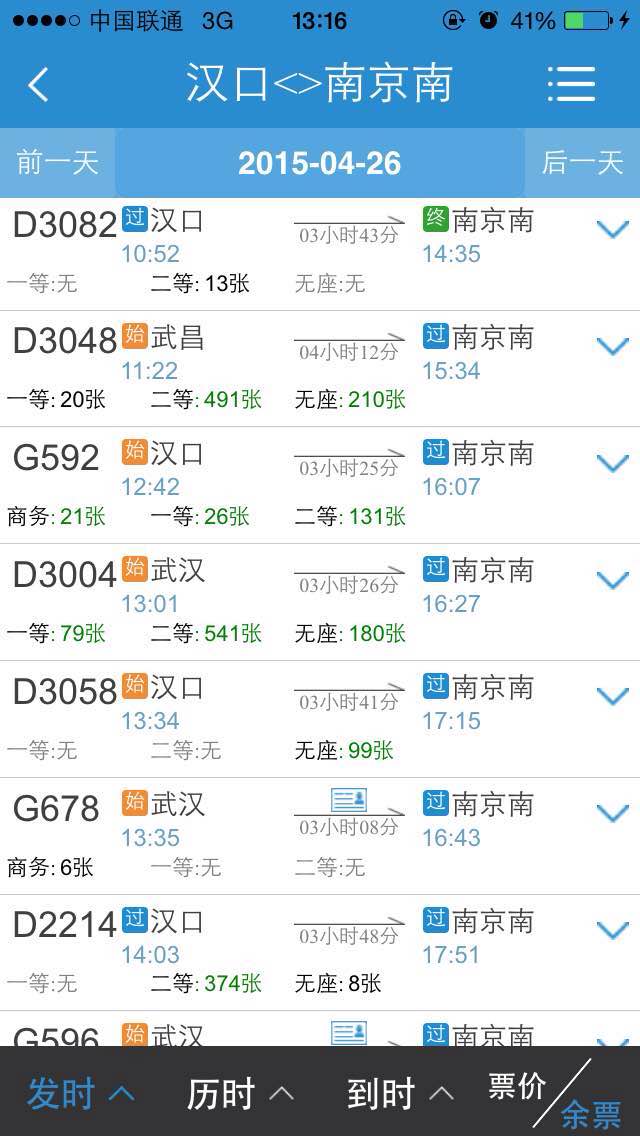 中国联通 3G 13:16 41%
汉口<>南京南
前一天 2015-04-26 后一天
D3082 过 汉口 03小时43分 终 南京南
10:52 14:35
一等:无 二等: 13张 无座:无
D3048 始 武昌 04小时12分 过 南京南
11:22 15:34
一等: 20张 二等: 491张 无座: 210张
G592 始 汉口 03小时25分 过 南京南
12:42 16:07
商务: 21张 一等: 26张 二等: 131张
D3004 始 武汉 03小时26分 过 南京南
13:01 16:27
一等: 79张 二等: 541张 无座: 180张
D3058 始 汉口 03小时41分 过 南京南
13:34 17:15
一等:无 二等:无 无座: 99张
G678 始 武汉 03小时08分 过 南京南
13:35 16:43
商务: 6张 一等:无 二等:无
D2214 过 汉口 03小时48分 过 南京南
14:03 17:51
一等:无 二等: 374张 无座: 8张
G596 始 武汉 过 南京南
发时 历时 到时 票价/余票